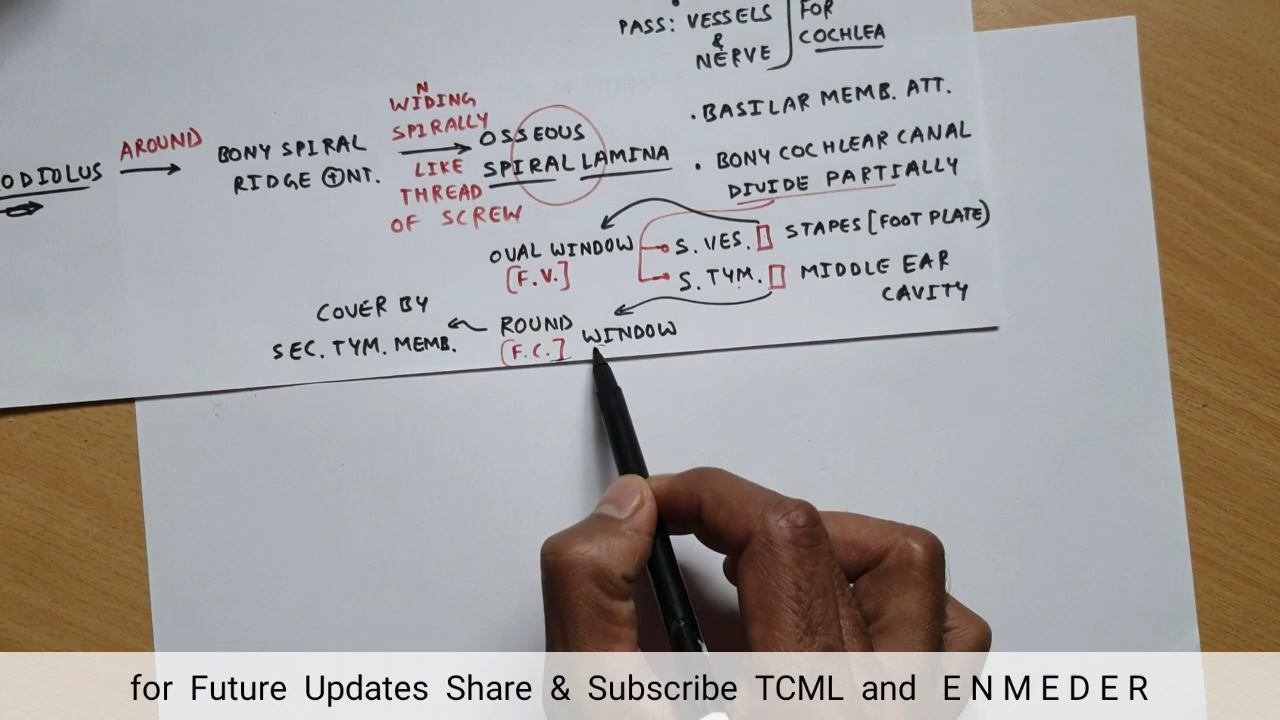 PASS: VESSELS & NERVE FOR COCHLEA
N
ODIOLUS AROUND BONY SPIRAL RIDGE ⊕NT. WIDING SPIRALLY LIKE THREAD OF SCREW OSSEOUS SPIRAL LAMINA
. BASILAR MEMB. ATT.
. BONY COCHLEAR CANAL
DIVIDE PARTIALLY
OVAL WINDOW S. VES. STAPES [FOOT PLATE]
[F.V.] S. TYM. MIDDLE EAR
CAVITY
COVER BY
SEC. TYM. MEMB. ROUND WINDOW
[F.C.]
for Future Updates Share & Subscribe TCML and E N M E D E R